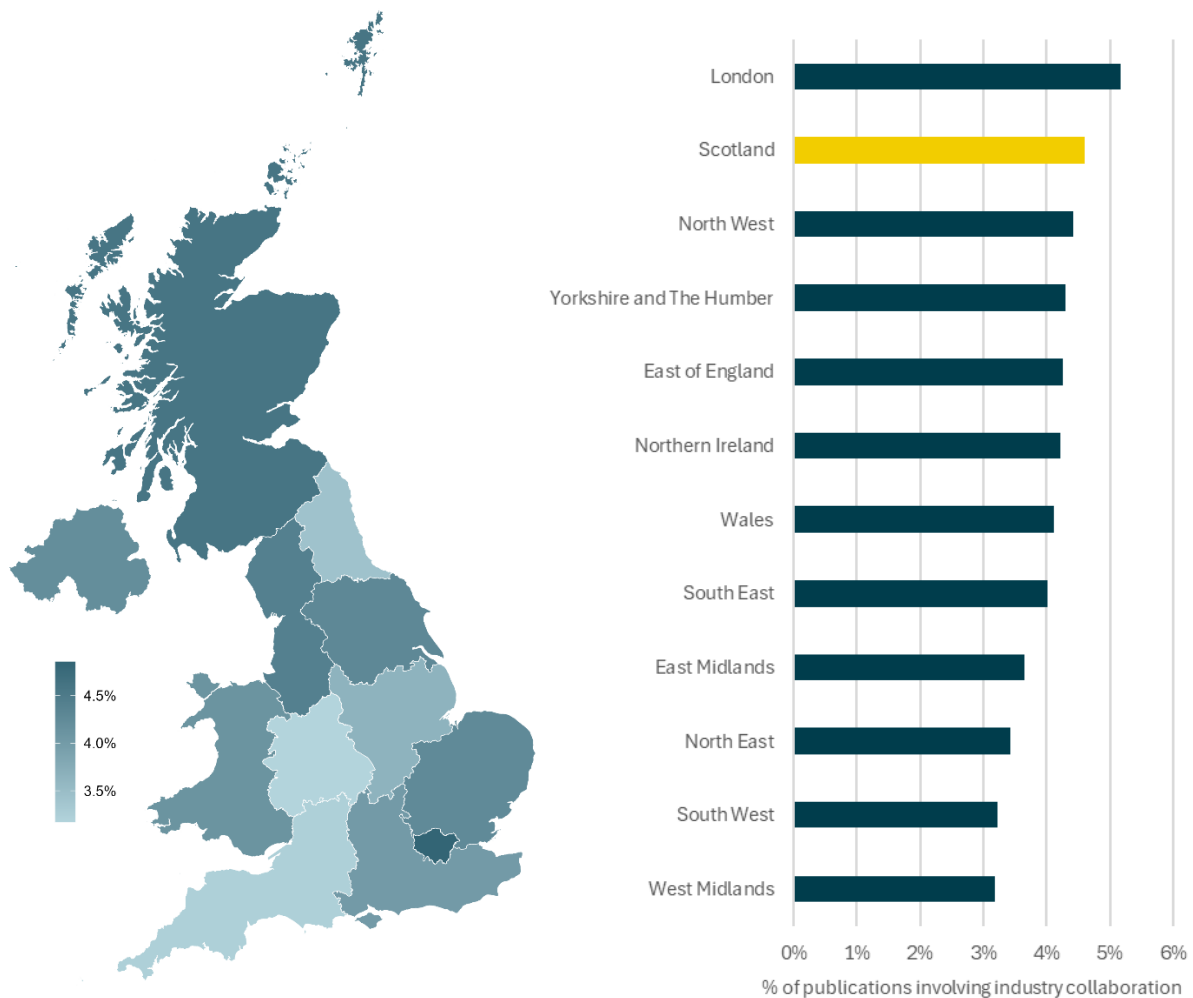 4.5%
4.0%
3.5%
London
Scotland
North West
Yorkshire and The Humber
East of England
Northern Ireland
Wales
South East
East Midlands
North East
South West
West Midlands
0% 1% 2% 3% 4% 5% 6%
% of publications involving industry collaboration